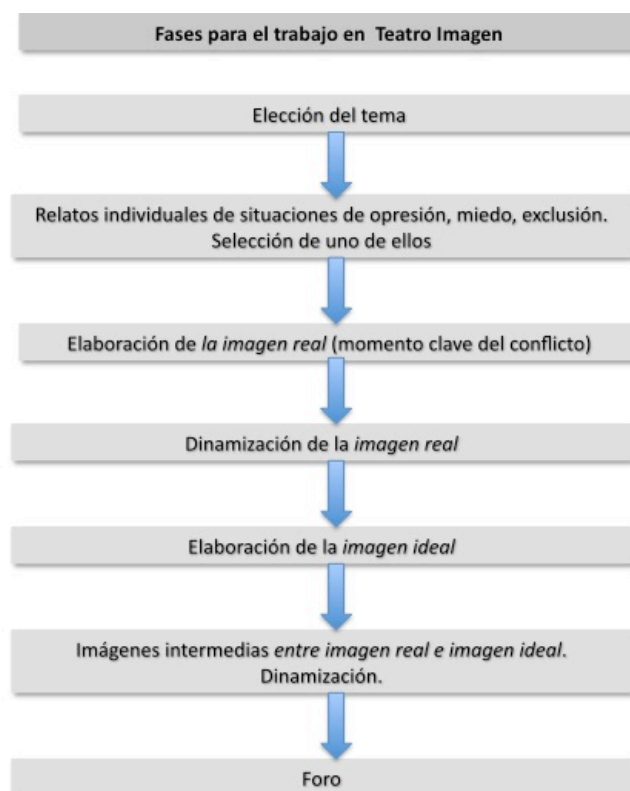 Fases para el trabajo en Teatro Imagen
Elección del tema
Relatos individuales de situaciones de opresión, miedo, exclusión.
Selección de uno de ellos
Elaboración de la imagen real (momento clave del conflicto)
Dinamización de la imagen real
Elaboración de la imagen ideal
Imágenes intermedias entre imagen real e imagen ideal.
Dinamización.
Foro